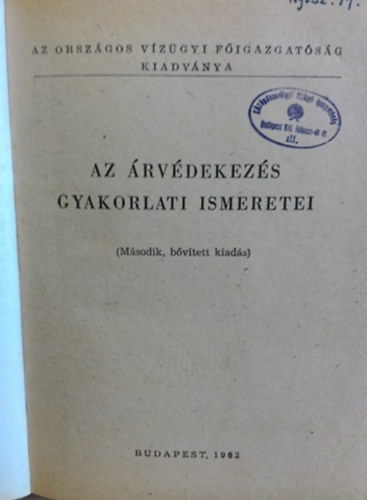 AZ ORSZÁGOS VÍZÜGYI FŐIGAZGATÓSÁG
KIADVÁNYA
AZ ÁRVÉDEKEZÉS
GYAKORLATI ISMERETEI
(Második, bővített kiadás)
BUDAPEST, 1962